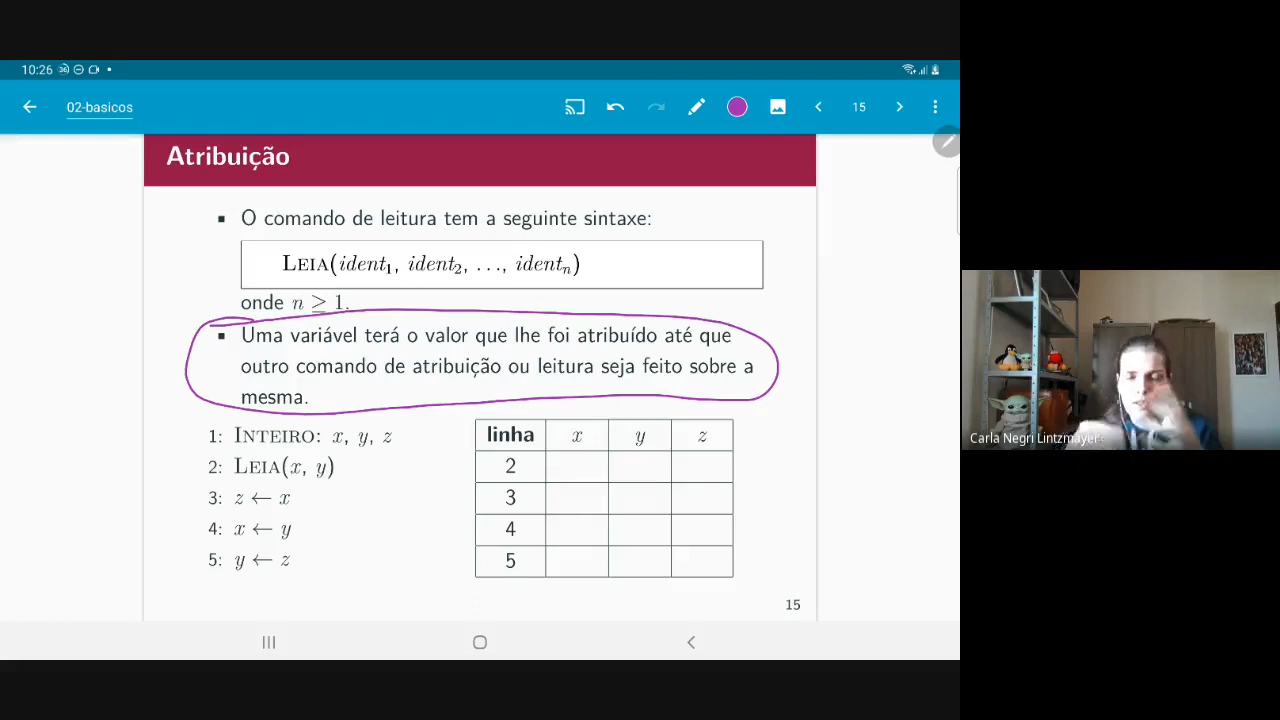 10:26
02-basicos
15
Atribuição
▪ O comando de leitura tem a seguinte sintaxe:
LEIA(ident1, ident2, ..., identn)
onde n ≥ 1.
▪ Uma variável terá o valor que lhe foi atribuído até que
outro comando de atribuição ou leitura seja feito sobre a
mesma.
1: INTEIRO: x, y, z
2: LEIA(x, y)
3: z ← x
4: x ← y
5: y ← z
linha x y z
2
3
4
5
15
Carla Negri Lintzmayer